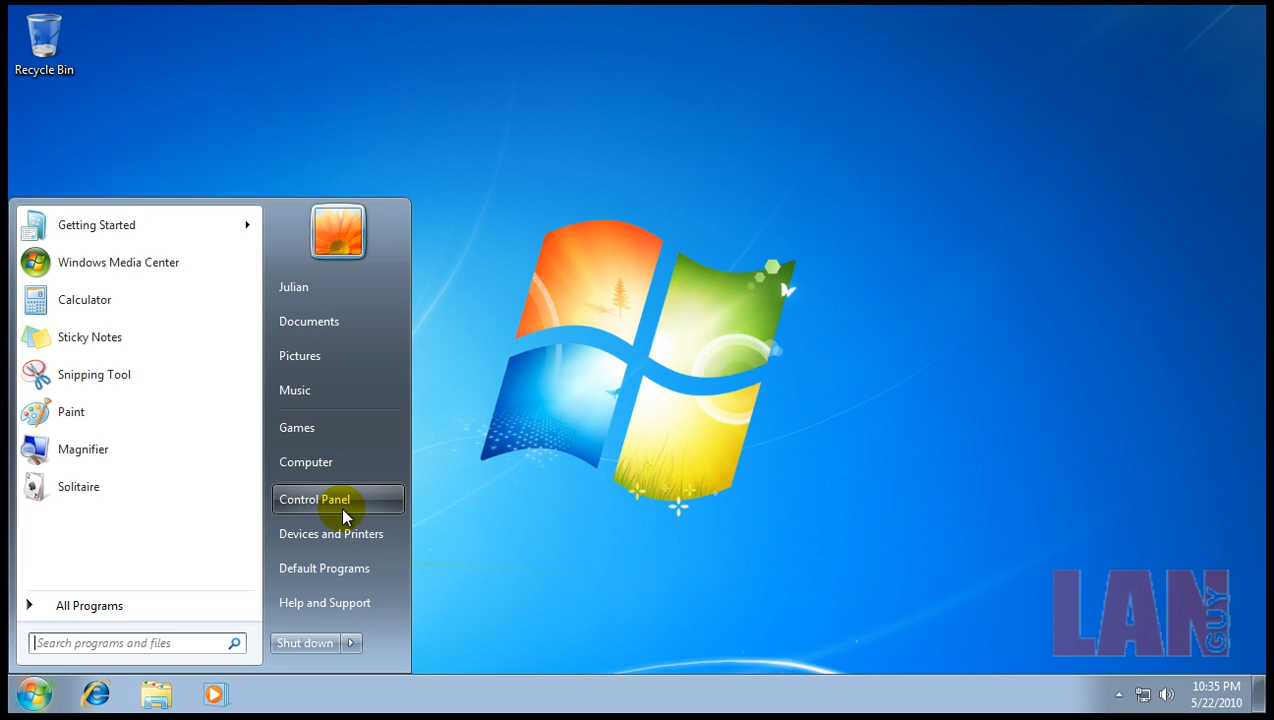 Recycle Bin
Getting Started
Windows Media Center
Calculator
Sticky Notes
Snipping Tool
Paint
Magnifier
Solitaire
All Programs
Search programs and files
Julian
Documents
Pictures
Music
Games
Computer
Control Panel
Devices and Printers
Default Programs
Help and Support
Shut down
LAN
GUY
10:35 PM
5/22/2010